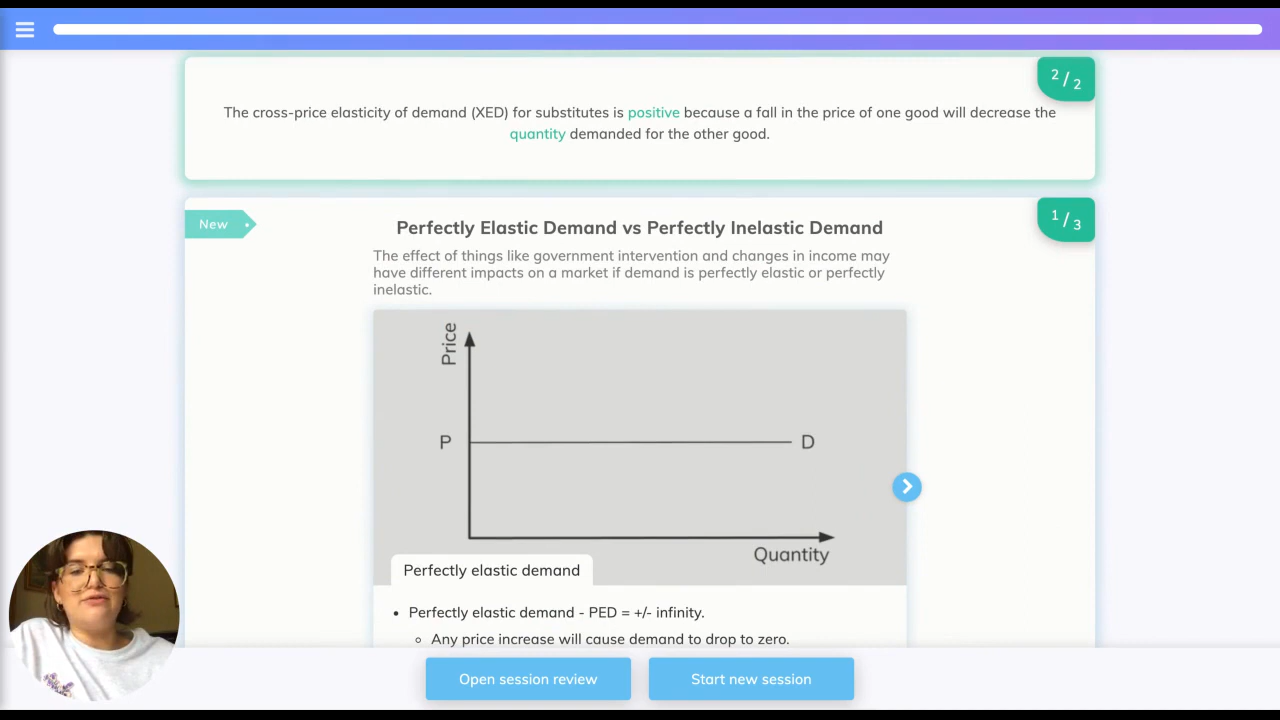 2 / 2
The cross-price elasticity of demand (XED) for substitutes is positive because a fall in the price of one good will decrease the
quantity demanded for the other good.
New
1 / 3
Perfectly Elastic Demand vs Perfectly Inelastic Demand
The effect of things like government intervention and changes in income may
have different impacts on a market if demand is perfectly elastic or perfectly
inelastic.
Price
P
D
Quantity
Perfectly elastic demand
• Perfectly elastic demand - PED = +/- infinity.
◦ Any price increase will cause demand to drop to zero.
Open session review
Start new session